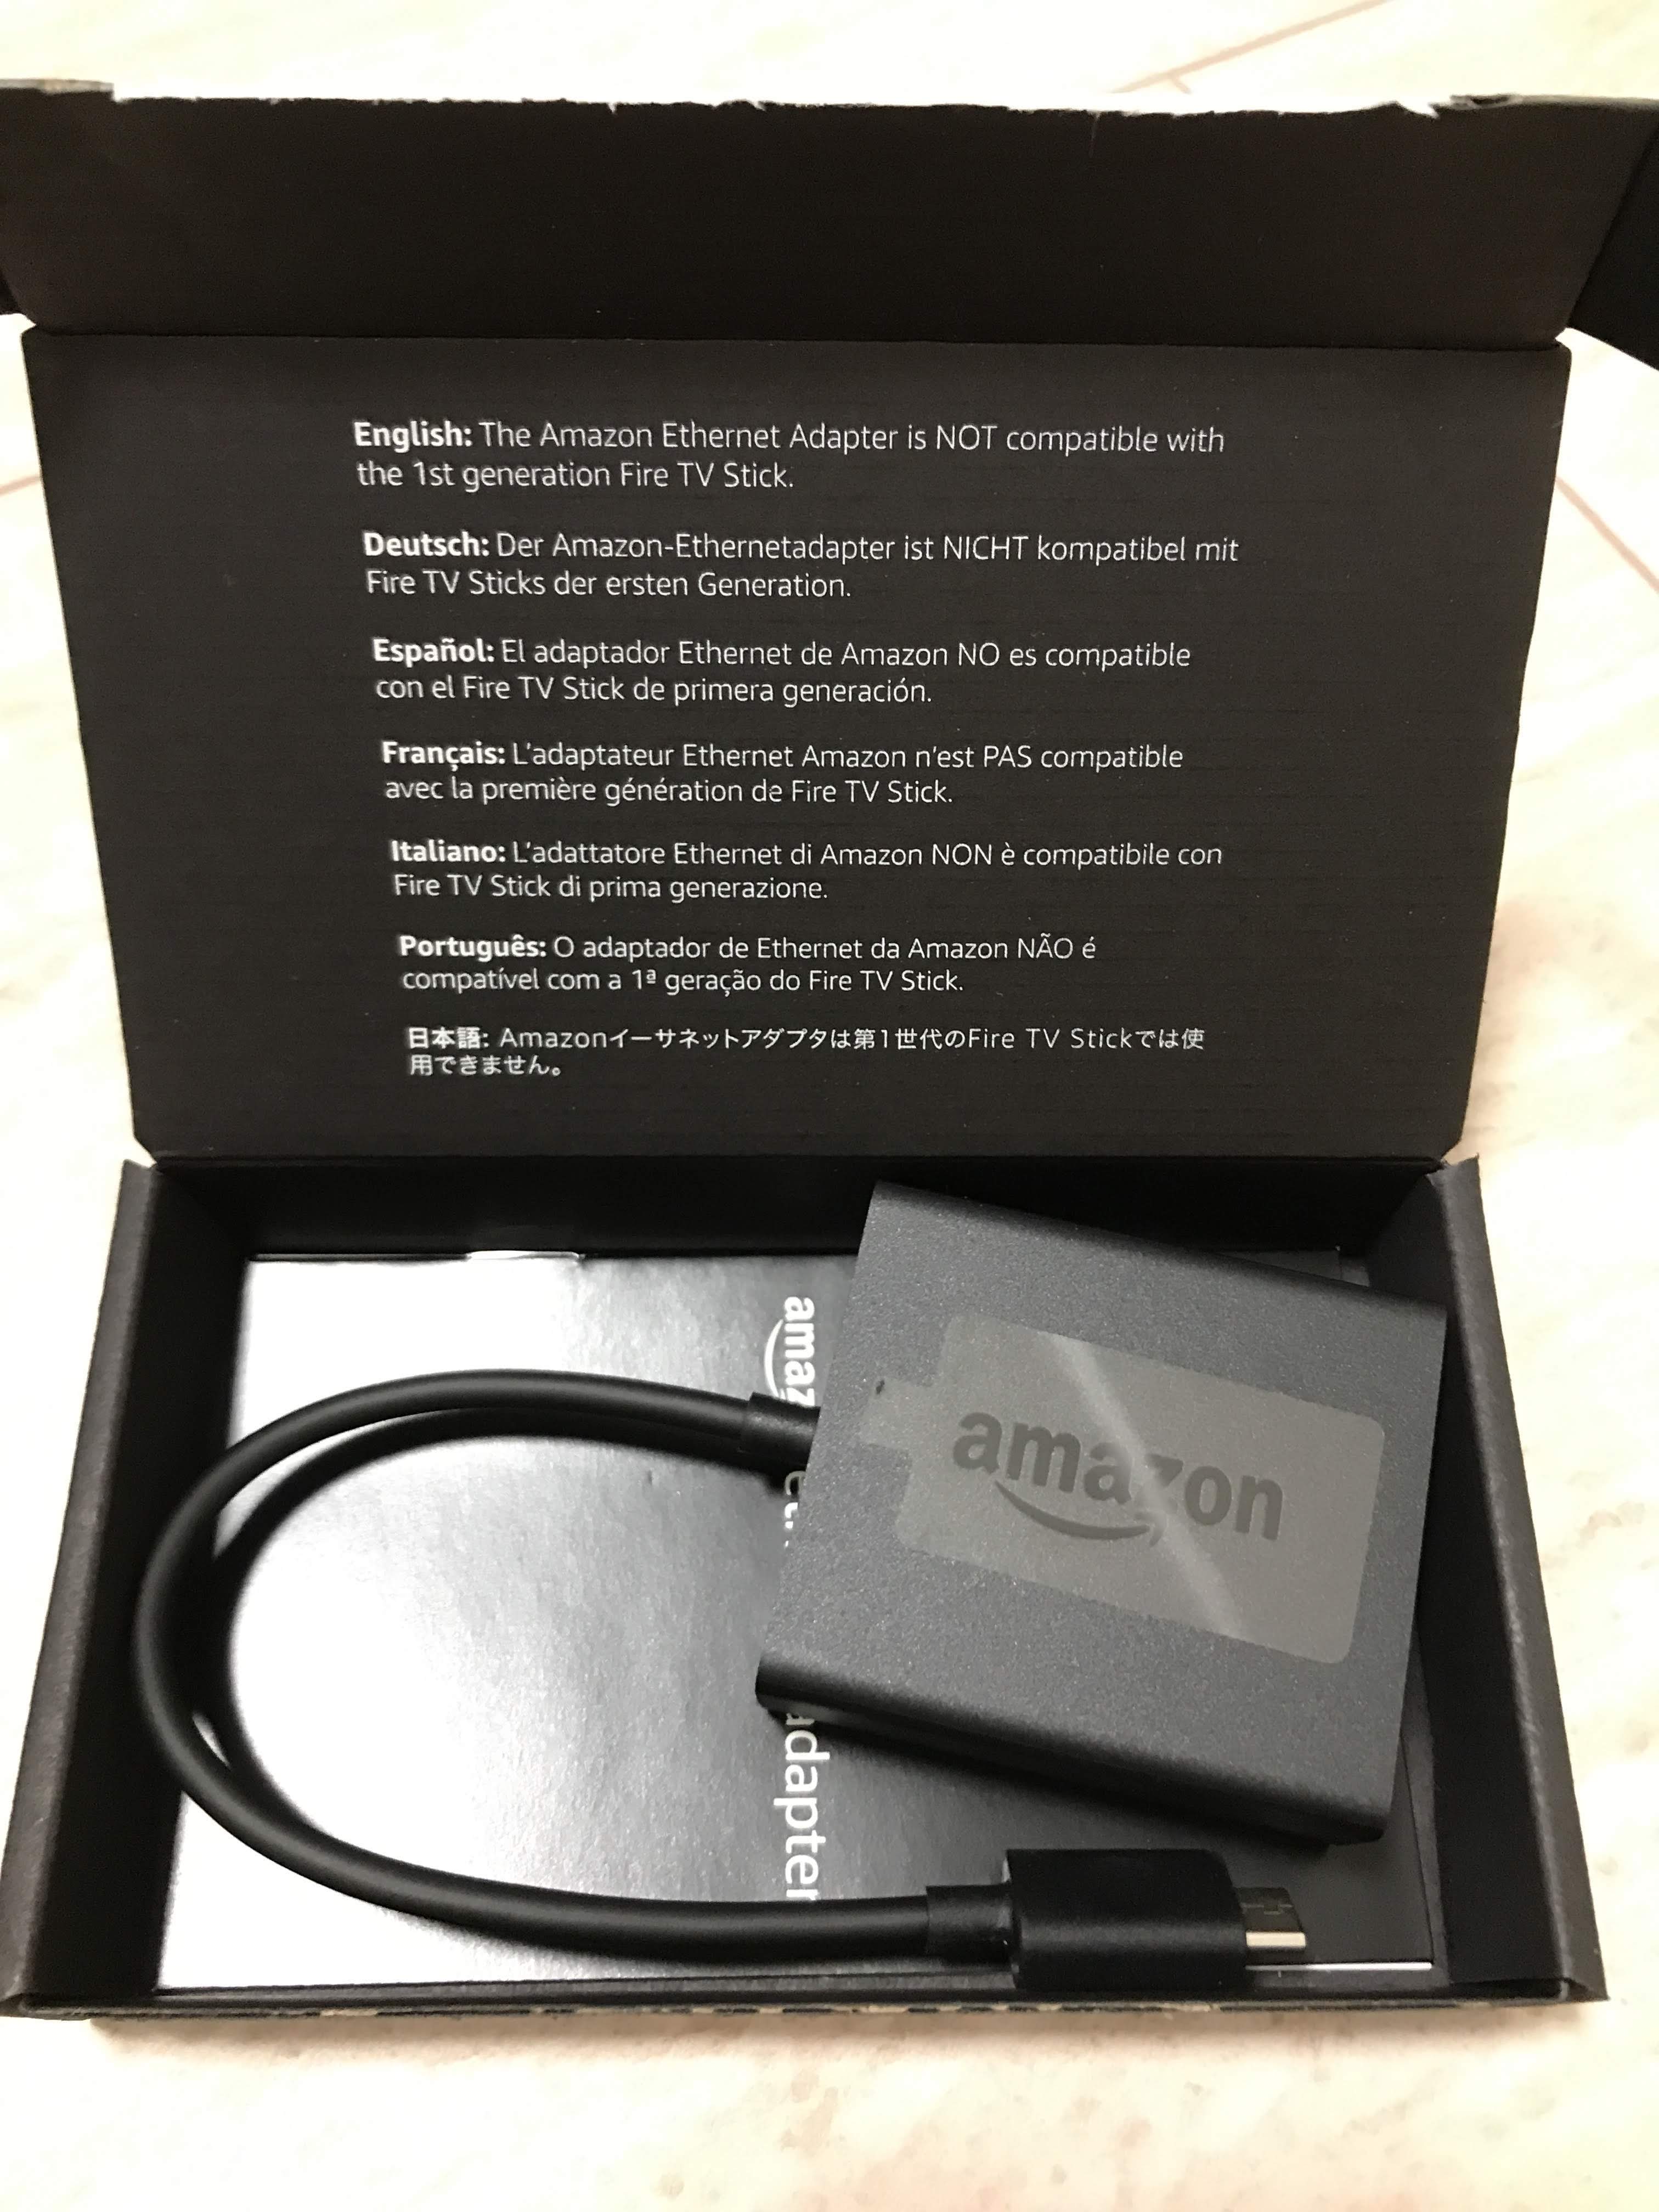 English: The Amazon Ethernet Adapter is NOT compatible with
the 1st generation Fire TV Stick.
Deutsch: Der Amazon-Ethernetadapter ist NICHT kompatibel mit
Fire TV Sticks der ersten Generation.
Español: El adaptador Ethernet de Amazon NO es compatible
con el Fire TV Stick de primera generación.
Français: L'adaptateur Ethernet Amazon n'est PAS compatible
avec la première génération de Fire TV Stick.
Italiano: L'adattatore Ethernet di Amazon NON è compatibile con
Fire TV Stick di prima generazione.
Português: O adaptador de Ethernet da Amazon NÃO é
compatível com a 1ª geração do Fire TV Stick.
日本語: Amazonイーサネットアダプタは第1世代のFire TV Stickでは使
用できません。
amaz
adapter
amazon